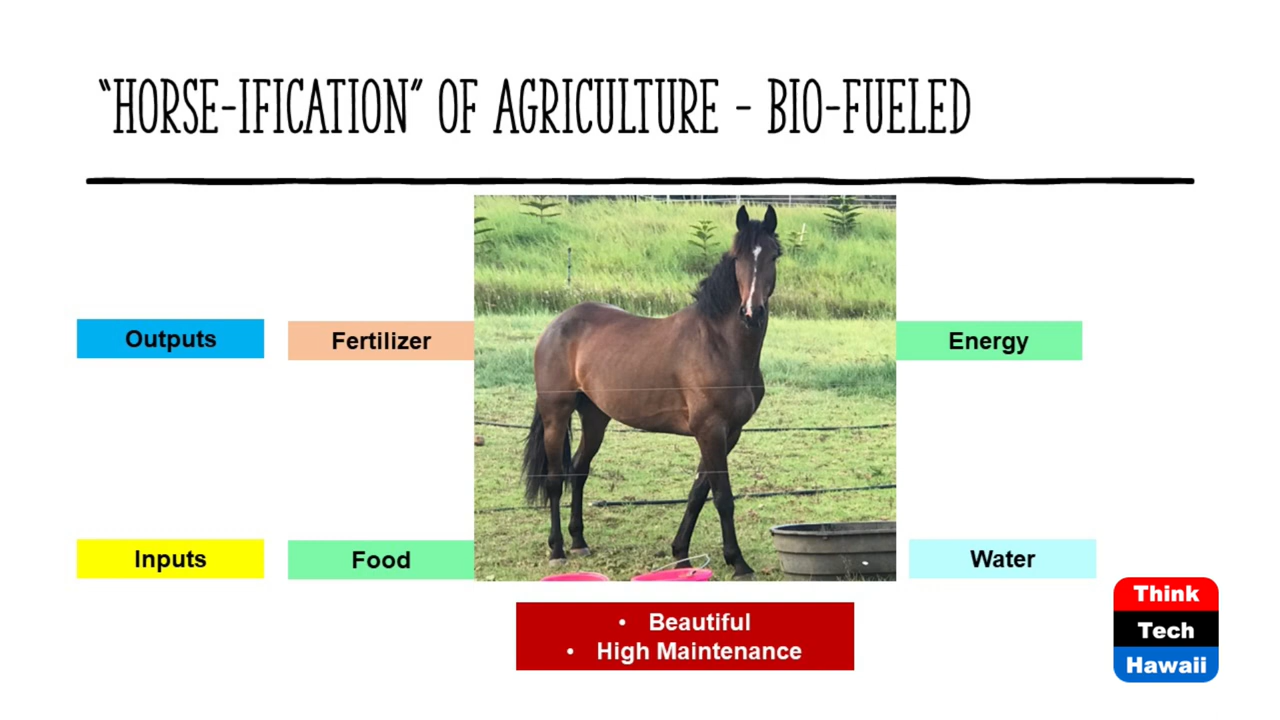 “HORSE-IFICATION” OF AGRICULTURE - BIO-FUELED
Outputs
Fertilizer
Energy
Inputs
Food
Water
• Beautiful
• High Maintenance
Think
Tech
Hawaii